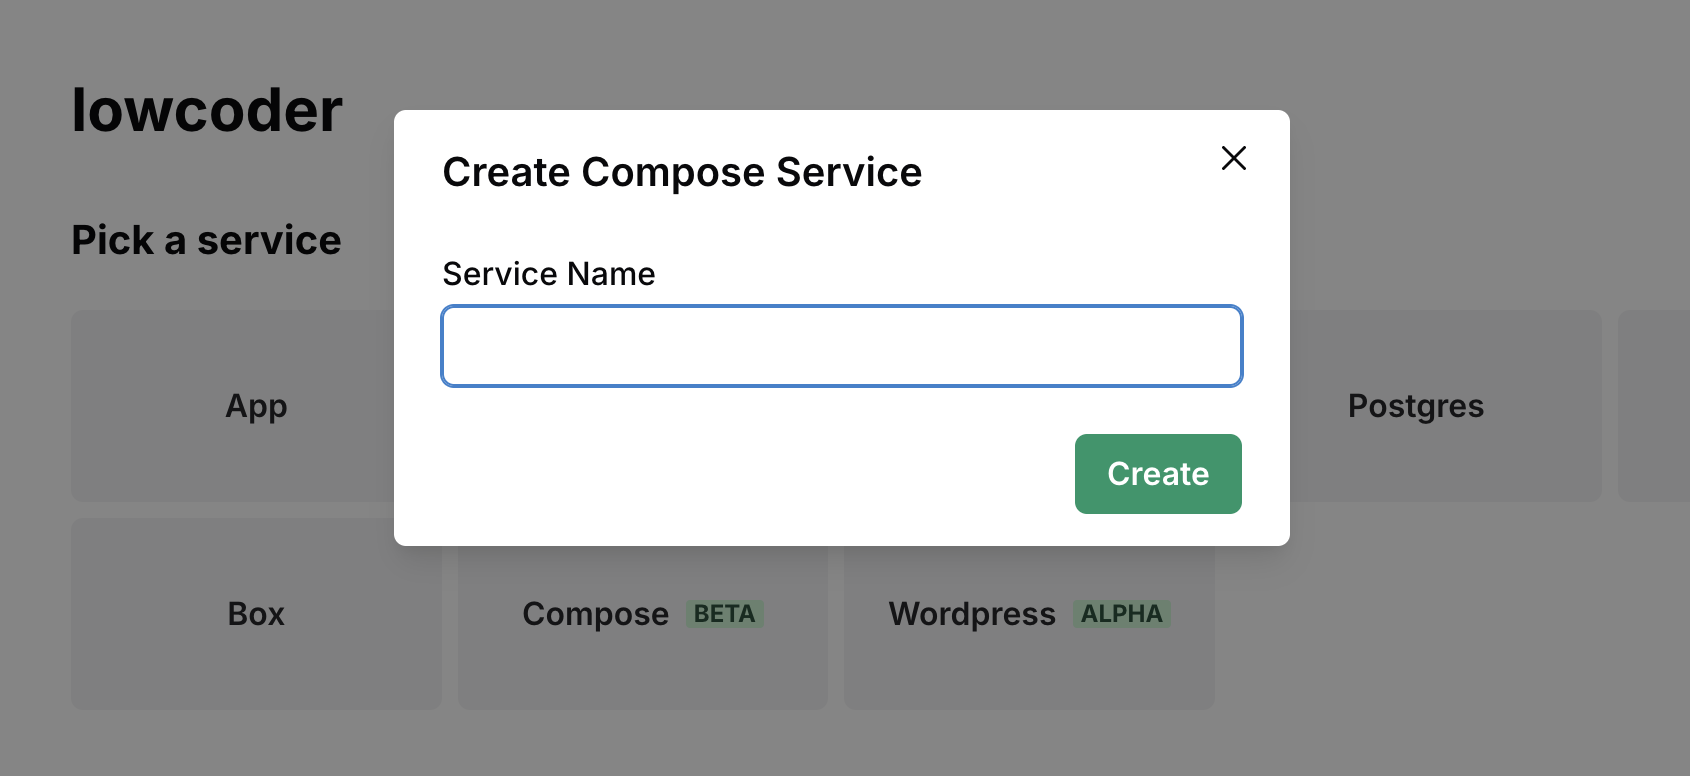 lowcoder
Create Compose Service
Pick a service
Service Name
App
Postgres
Create
Box
Compose BETA
Wordpress ALPHA